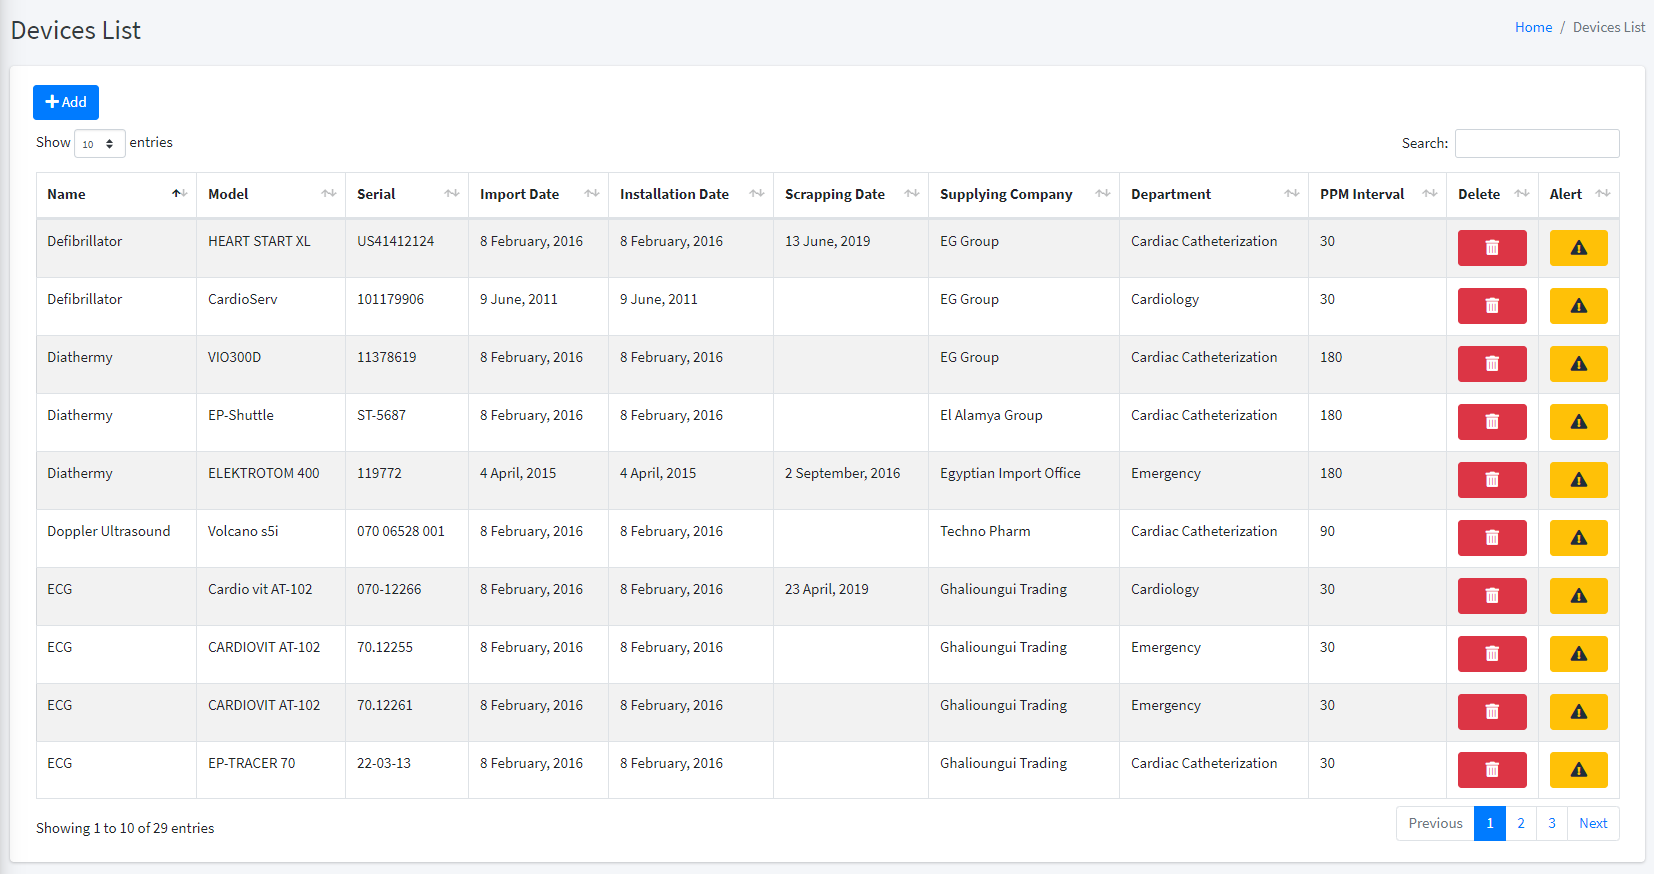 Devices List
Home / Devices List
Add
Show 10 entries
Search:
Name Model Serial Import Date Installation Date Scrapping Date Supplying Company Department PPM Interval Delete Alert
Defibrillator HEART START XL US41412124 8 February, 2016 8 February, 2016 13 June, 2019 EG Group Cardiac Catheterization 30
Defibrillator CardioServ 101179906 9 June, 2011 9 June, 2011 EG Group Cardiology 30
Diathermy VIO300D 11378619 8 February, 2016 8 February, 2016 EG Group Cardiac Catheterization 180
Diathermy EP-Shuttle ST-5687 8 February, 2016 8 February, 2016 El Alamya Group Cardiac Catheterization 180
Diathermy ELEKTROTOM 400 119772 4 April, 2015 4 April, 2015 2 September, 2016 Egyptian Import Office Emergency 180
Doppler Ultrasound Volcano s5i 070 06528 001 8 February, 2016 8 February, 2016 Techno Pharm Cardiac Catheterization 90
ECG Cardio vit AT-102 070-12266 8 February, 2016 8 February, 2016 23 April, 2019 Ghalioungui Trading Cardiology 30
ECG CARDIOVIT AT-102 70.12255 8 February, 2016 8 February, 2016 Ghalioungui Trading Emergency 30
ECG CARDIOVIT AT-102 70.12261 8 February, 2016 8 February, 2016 Ghalioungui Trading Emergency 30
ECG EP-TRACER 70 22-03-13 8 February, 2016 8 February, 2016 Ghalioungui Trading Cardiac Catheterization 30
Showing 1 to 10 of 29 entries
Previous 1 2 3 Next